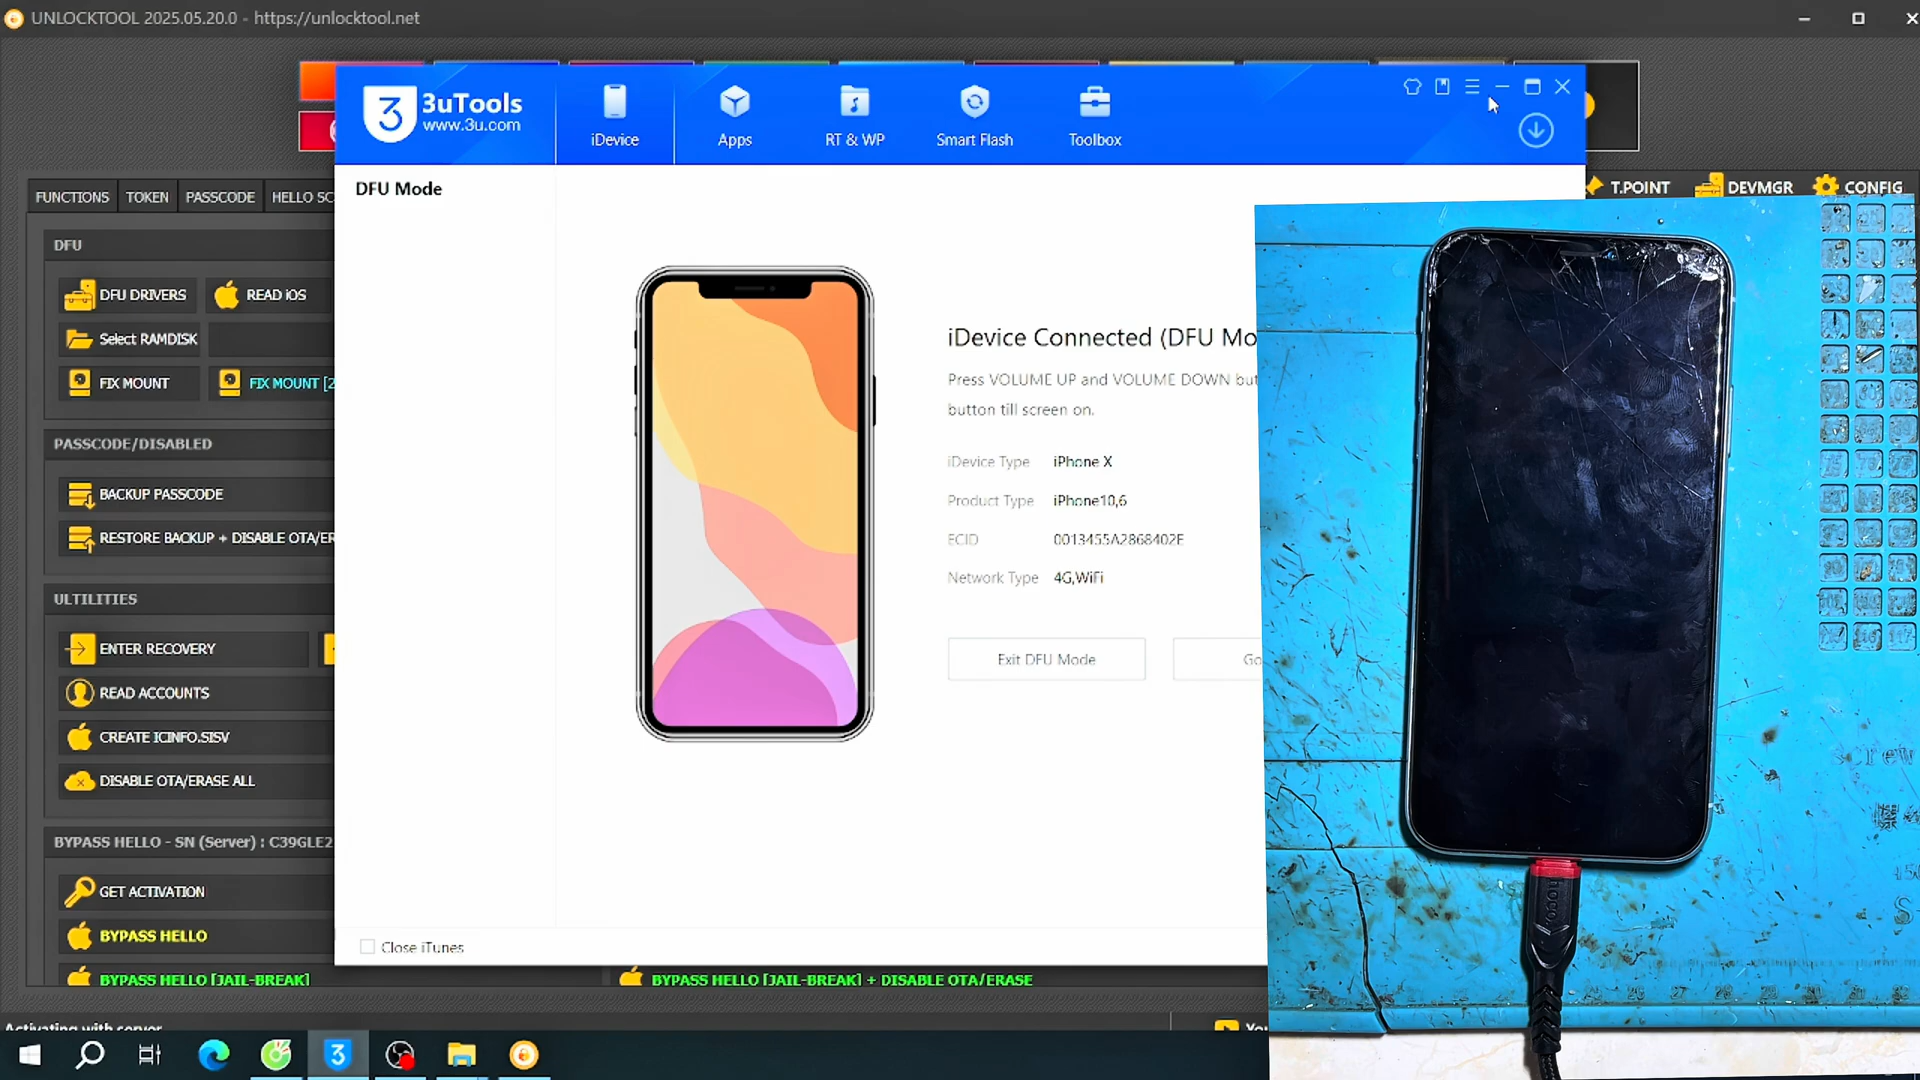 UNLOCKTOOL 2025.05.20.0 - https://unlocktool.net
3uTools
www.3u.com
iDevice
Apps
RT & WP
Smart Flash
Toolbox
T.POINT
DEVMGR
CONFIG
FUNCTIONS
TOKEN
PASSCODE
HELLO SC
DFU Mode
DFU
DFU DRIVERS
READ iOS
Select RAMDISK
FIX MOUNT
FIX MOUNT [2
PASSCODE/DISABLED
BACKUP PASSCODE
RESTORE BACKUP + DISABLE OTA/ER
ULTILITIES
ENTER RECOVERY
READ ACCOUNTS
CREATE ICINFO.SISV
DISABLE OTA/ERASE ALL
BYPASS HELLO - SN (Server) : C39GLE2
GET ACTIVATION
BYPASS HELLO
BYPASS HELLO [JAIL-BREAK]
BYPASS HELLO [JAIL-BREAK] + DISABLE OTA/ERASE
iDevice Connected (DFU Mo
Press VOLUME UP and VOLUME DOWN but
button till screen on.
iDevice Type iPhone X
Product Type iPhone10,6
ECID 0013455A2868402E
Network Type 4G,WiFi
Exit DFU Mode
Go
Close iTunes
Activating with server
You
hoco.